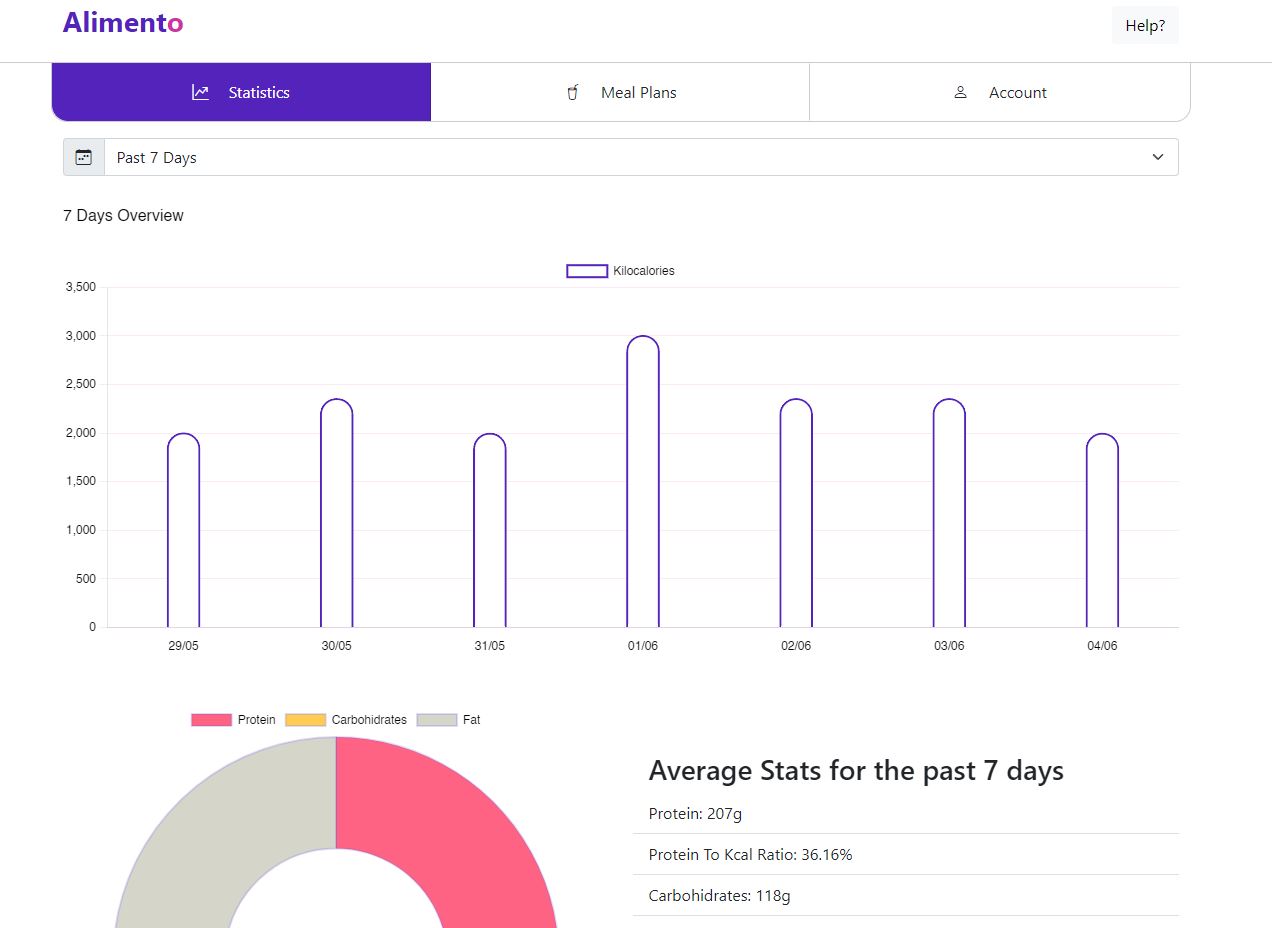 Alimento
Help?
Statistics
Meal Plans
Account
Past 7 Days
7 Days Overview
Kilocalories
3,500
3,000
2,500
2,000
1,500
1,000
500
0
29/05 30/05 31/05 01/06 02/06 03/06 04/06
Protein Carbohidrates Fat
Average Stats for the past 7 days
Protein: 207g
Protein To Kcal Ratio: 36.16%
Carbohidrates: 118g